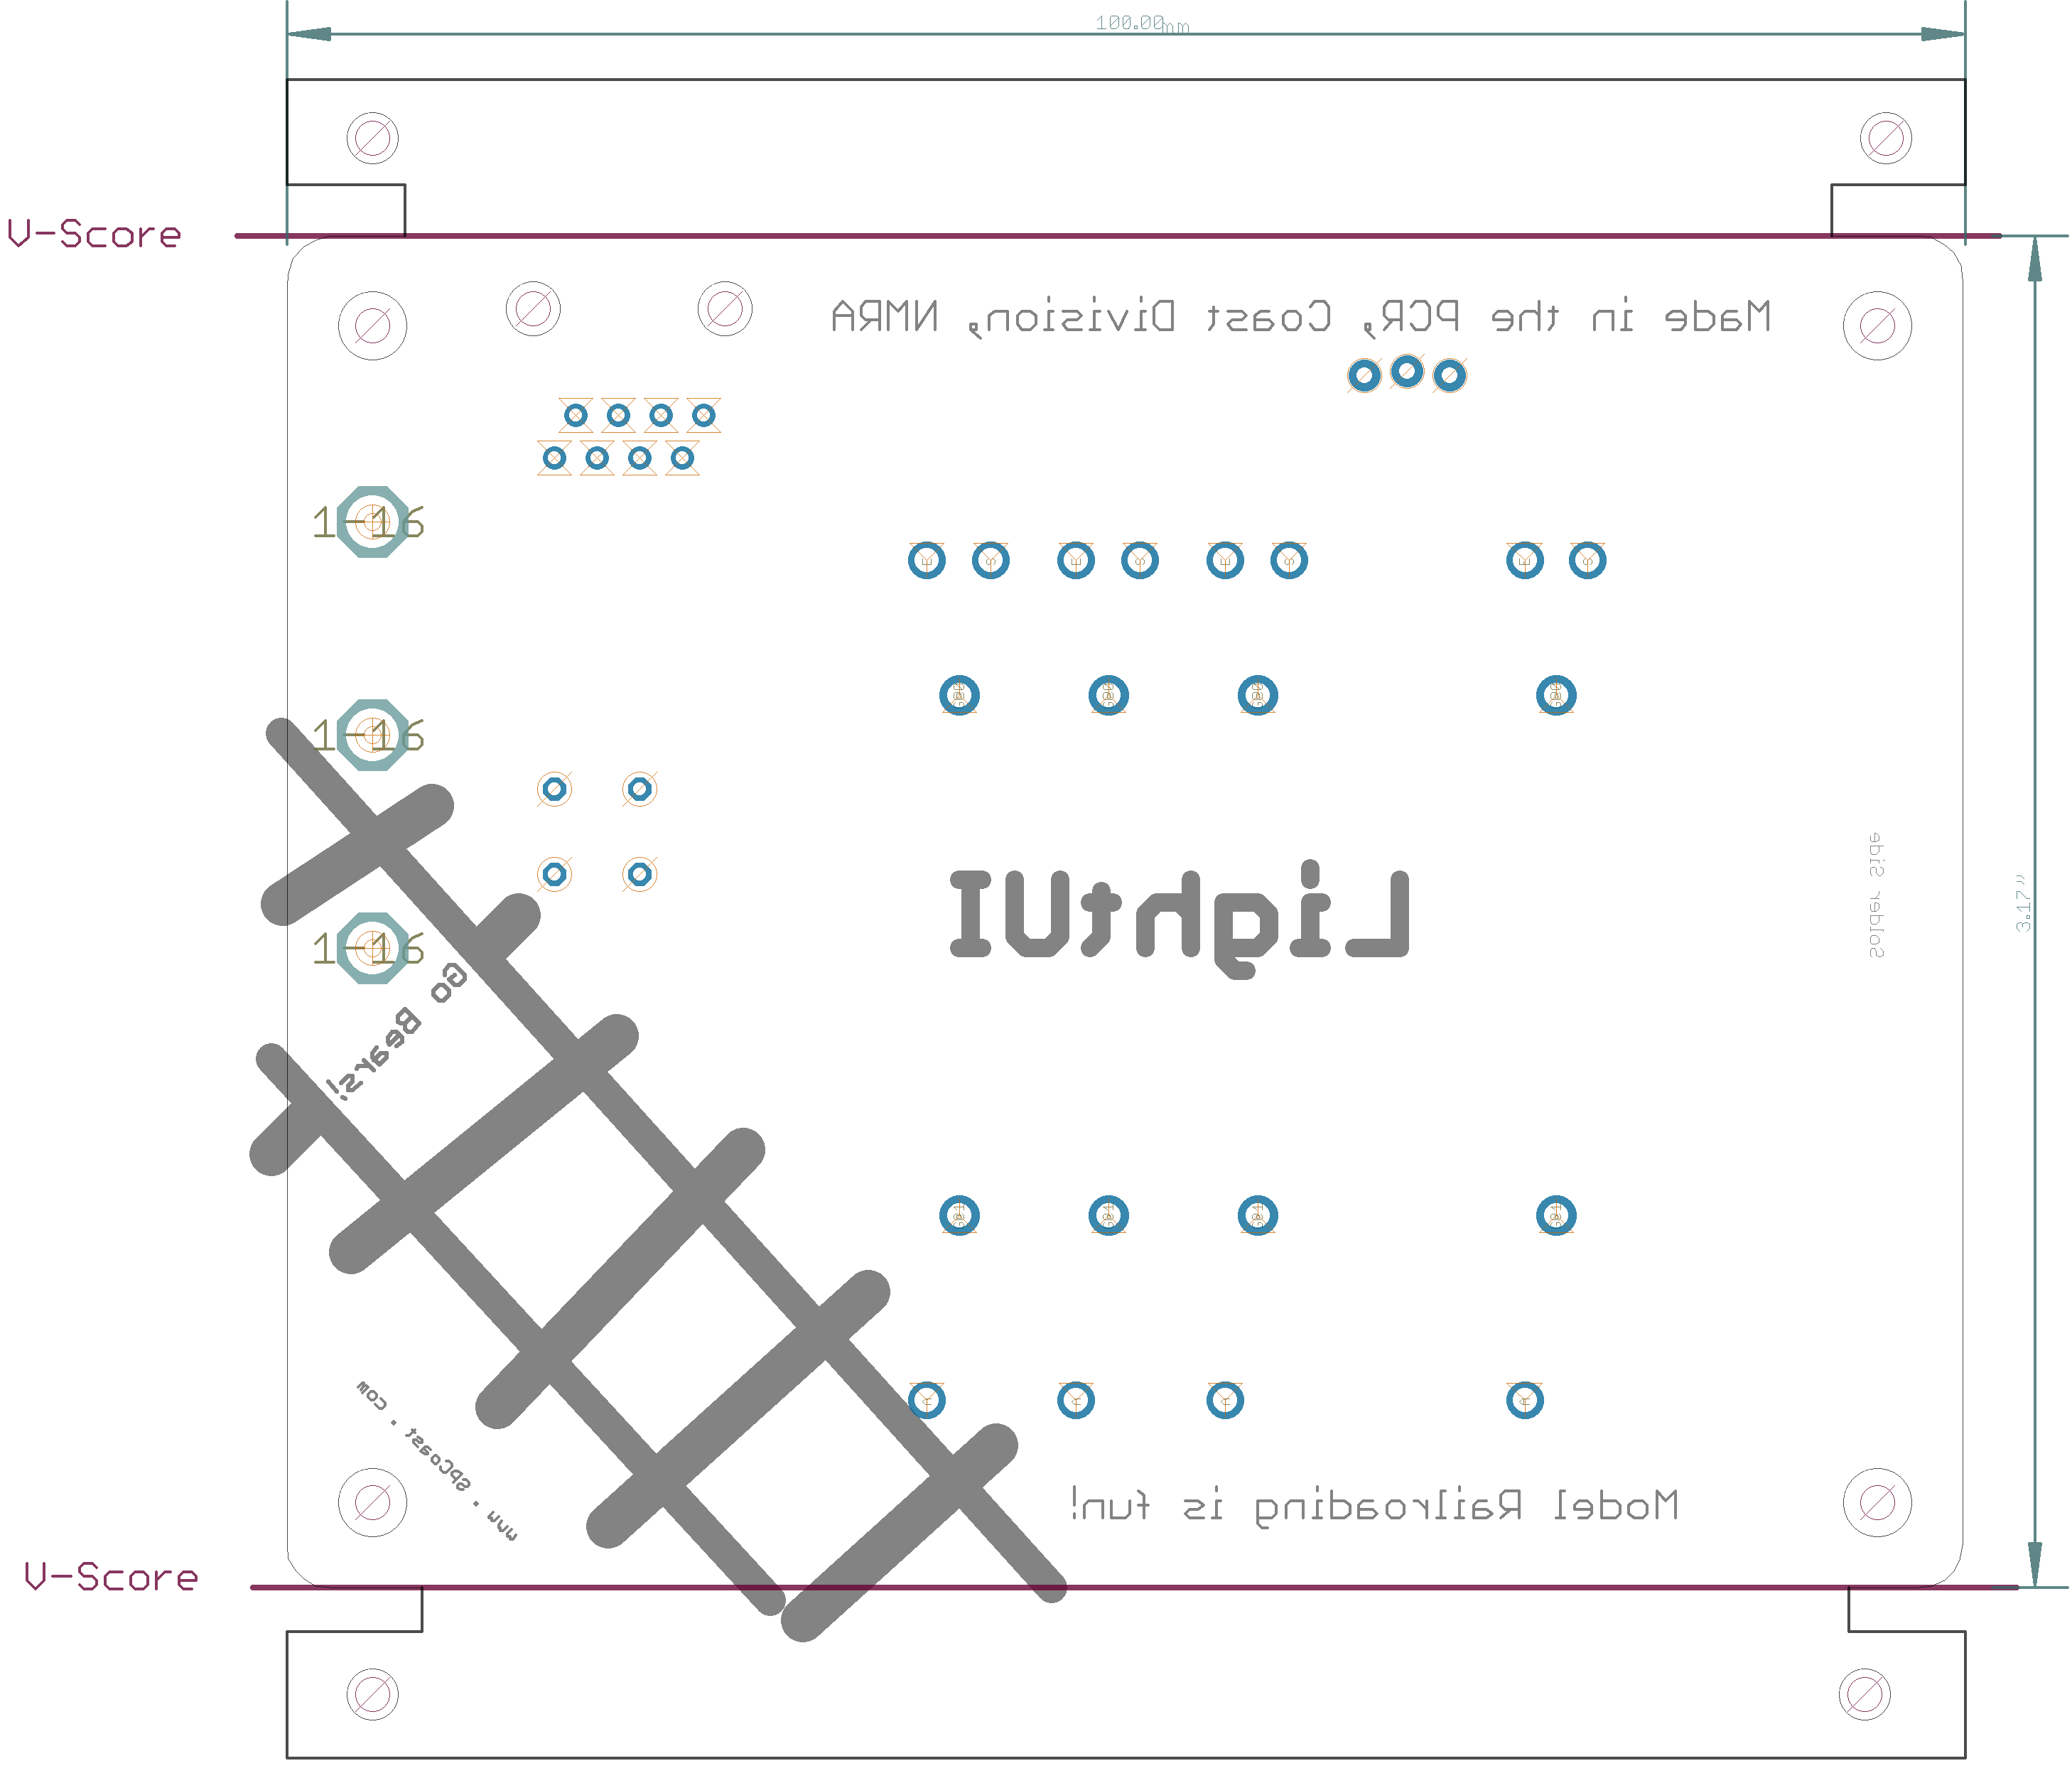 100.00mm
V-Score
Made in the PCR, Coast Division, NMRA
1-16
1-16
LightUI
Solder side
3.17”
1-16
Go Bears!
www.spcoast.com
Model Railroading is fun!
V-Score